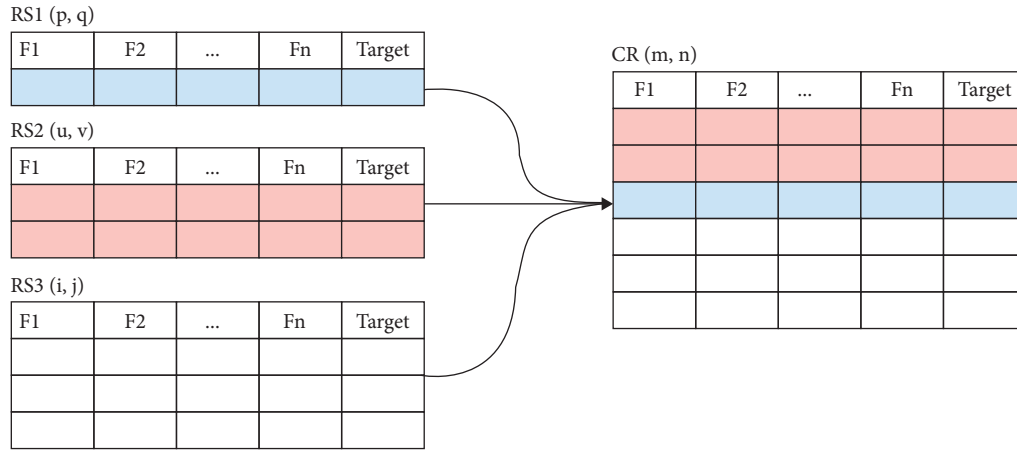 RS1 (p, q)
F1 F2 ... Fn Target
RS2 (u, v)
F1 F2 ... Fn Target
RS3 (i, j)
F1 F2 ... Fn Target
CR (m, n)
F1 F2 ... Fn Target